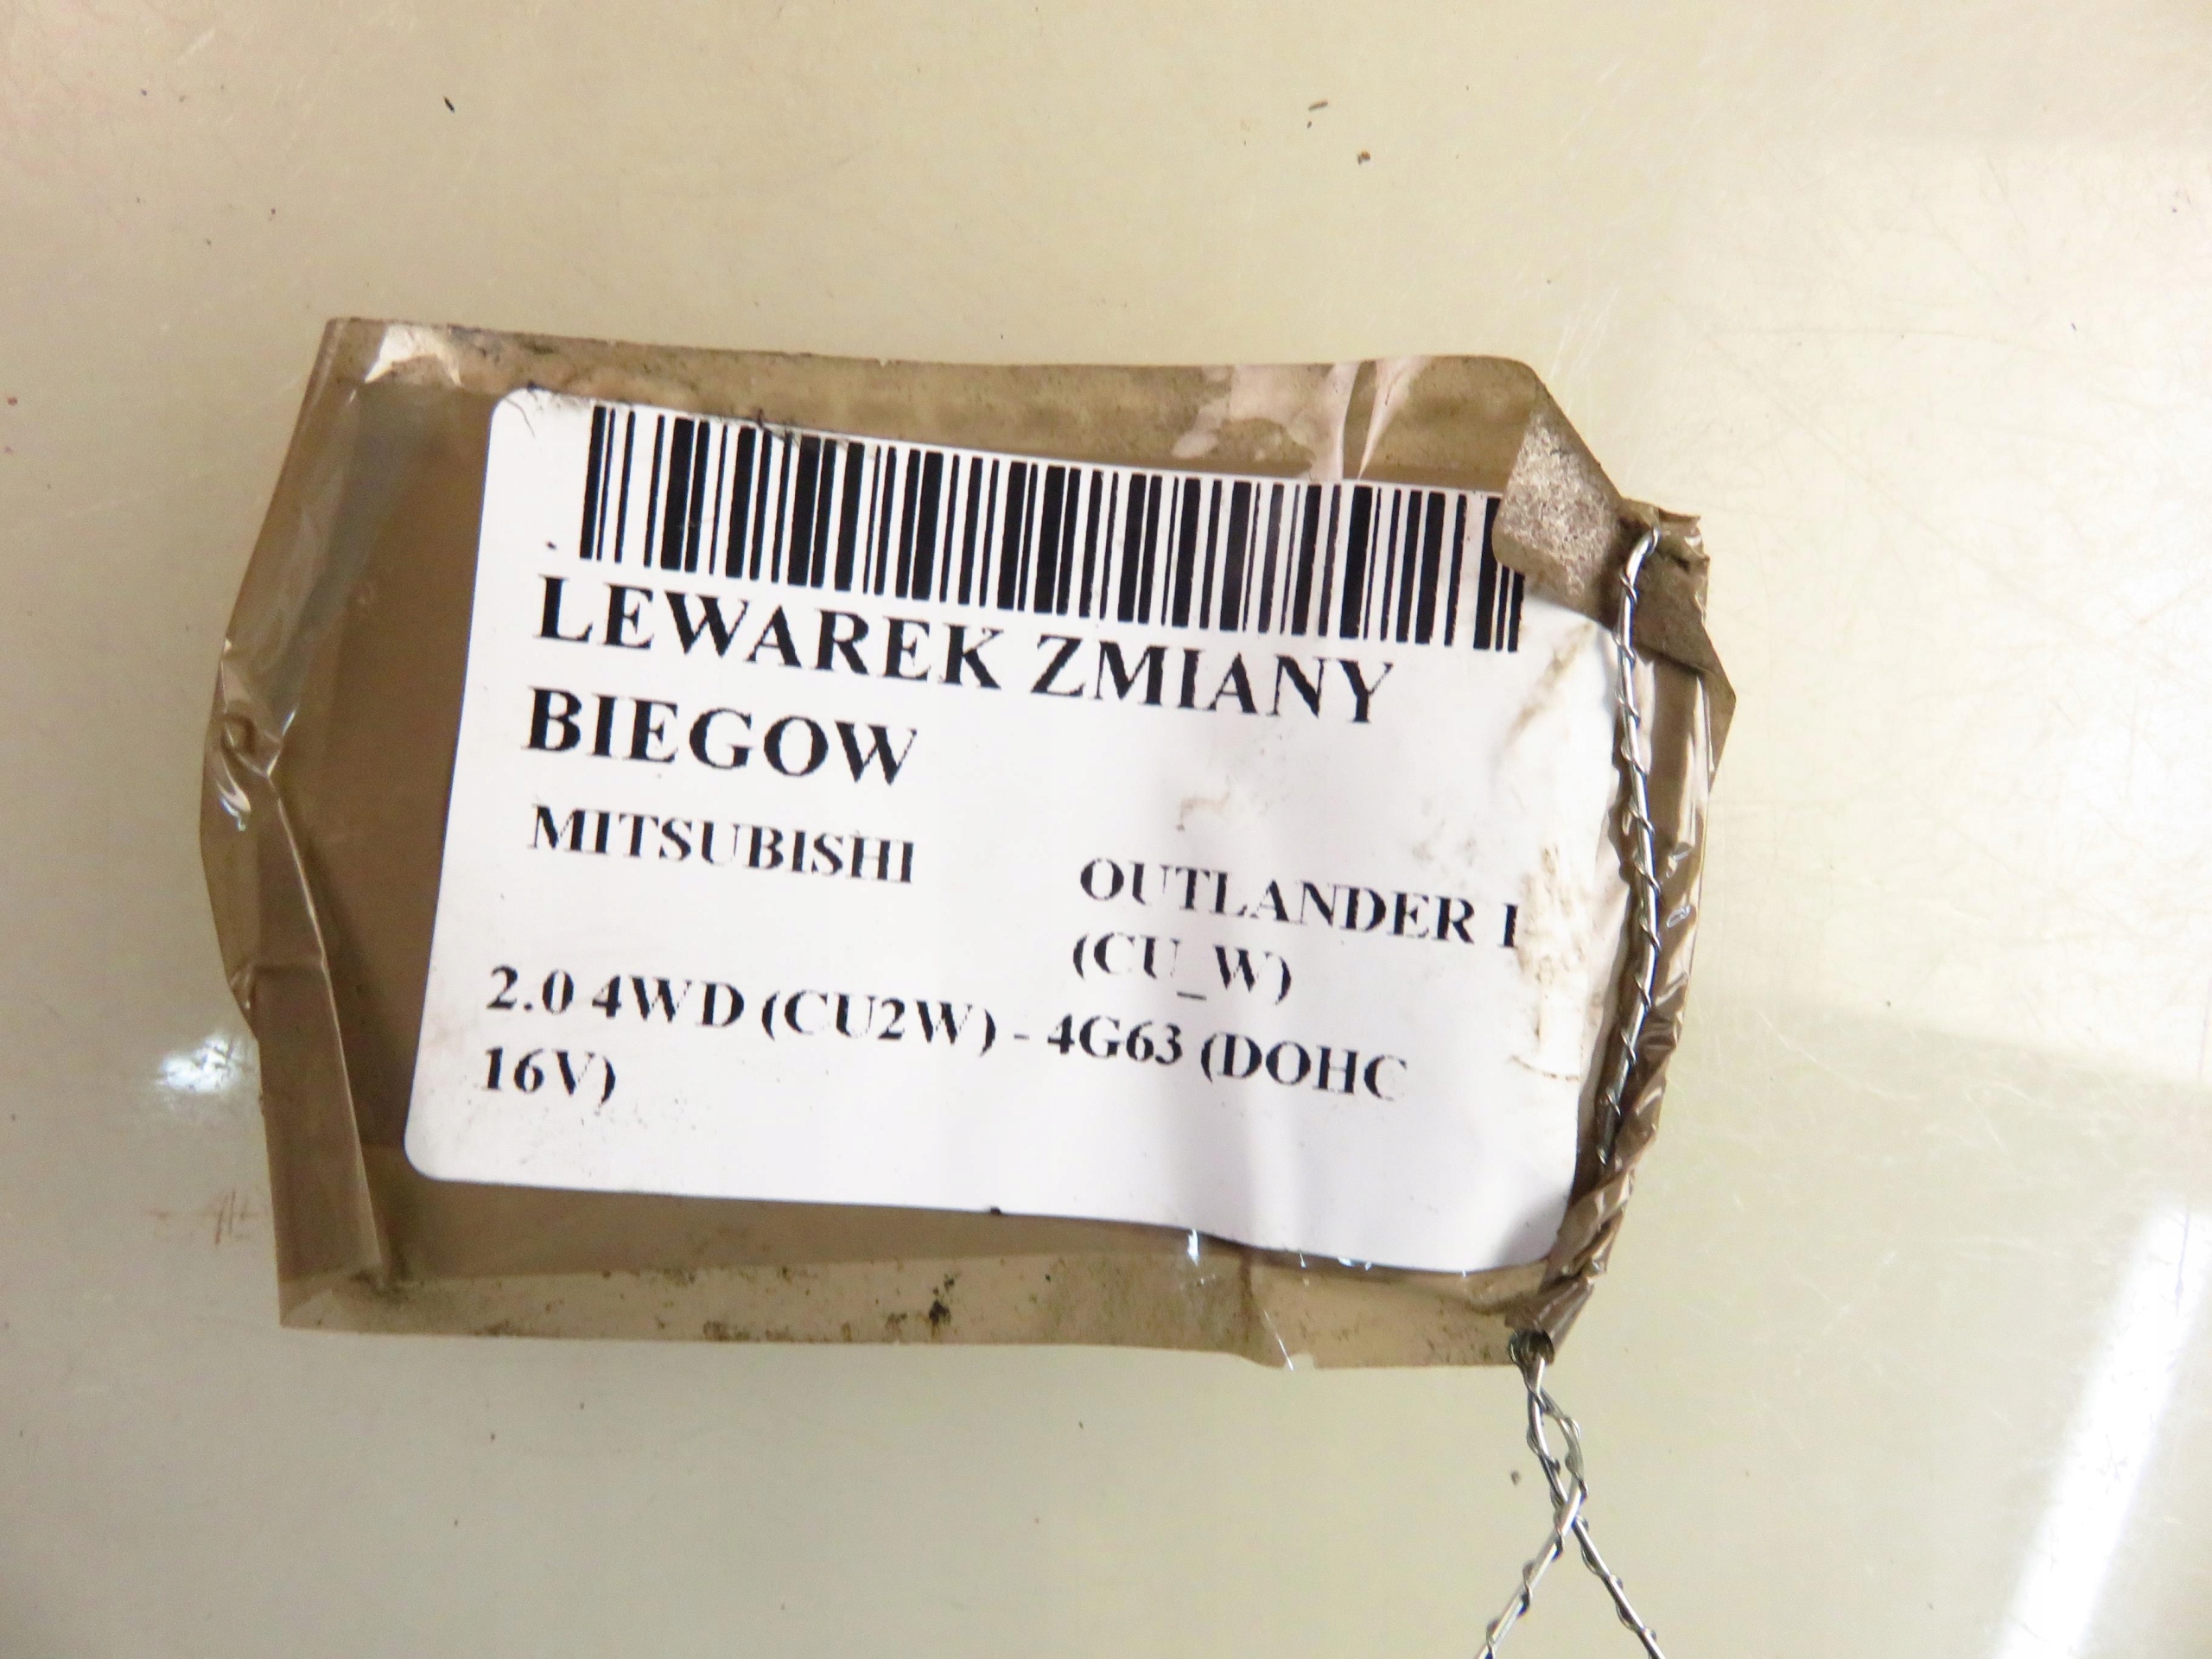 LEWAREK ZMIANY
BIEGOW
MITSUBISHI
OUTLANDER I
(CU_W)
2.0 4WD (CU2W) - 4G63 (DOHC
16V)